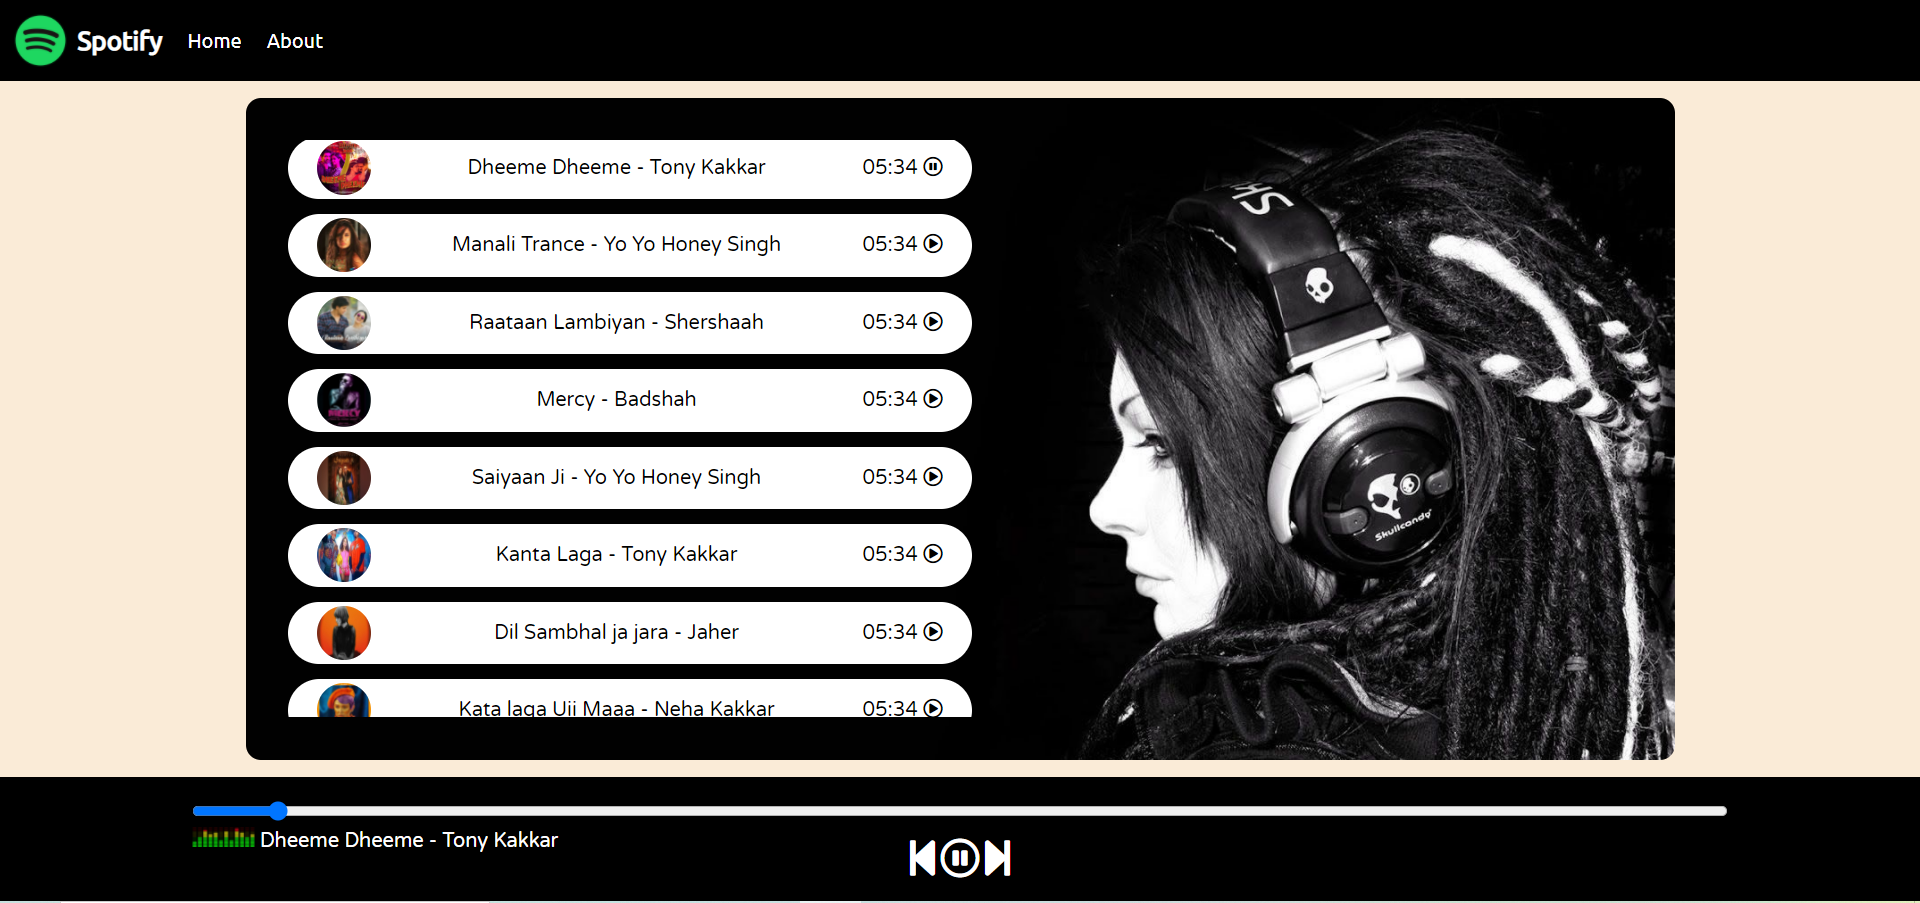 Spotify Home About
Dheeme Dheeme - Tony Kakkar 05:34
Manali Trance - Yo Yo Honey Singh 05:34
Raataan Lambiyan - Shershaah 05:34
Mercy - Badshah 05:34
Saiyaan Ji - Yo Yo Honey Singh 05:34
Kanta Laga - Tony Kakkar 05:34
Dil Sambhal ja jara - Jaher 05:34
Kata laga Uii Maaa - Neha Kakkar 05:34
SK
Skullcandy
MERCY
Dheeme Dheeme - Tony Kakkar